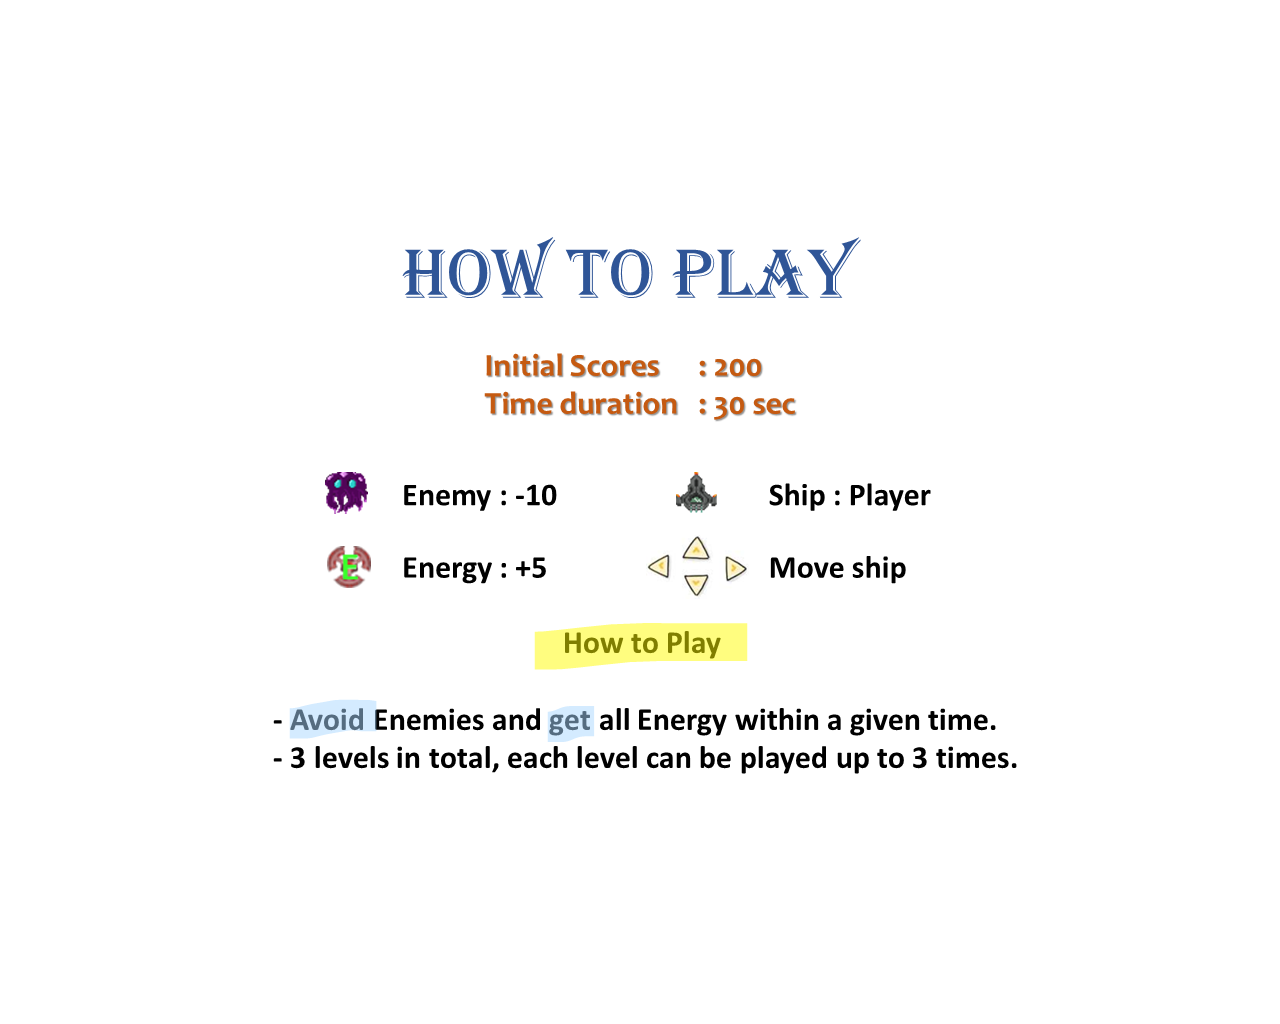 HOW TO PLAY
Initial Scores : 200
Time duration : 30 sec
Enemy : -10 Ship : Player
E Energy : +5 Move ship
How to Play
- Avoid Enemies and get all Energy within a given time.
- 3 levels in total, each level can be played up to 3 times.